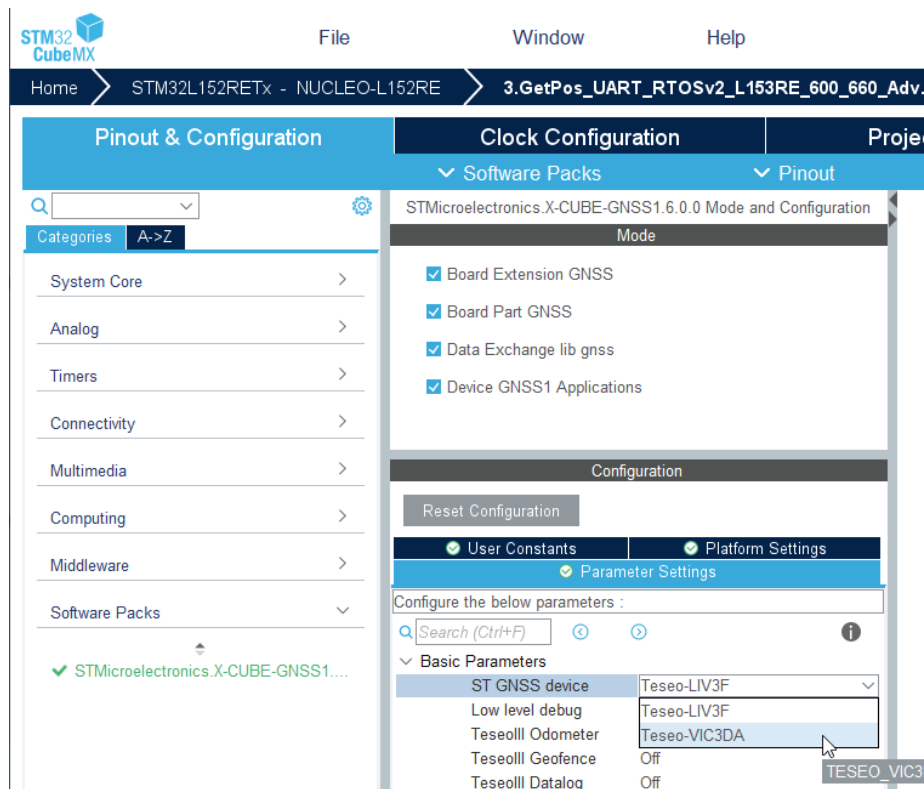 STM32
CubeMX
File
Window
Help
Home
STM32L152RETx - NUCLEO-L152RE
3.GetPos_UART_RTOSv2_L153RE_600_660_Adv.
Pinout & Configuration
Clock Configuration
Proje
Software Packs
Pinout
Categories
A->Z
System Core
Analog
Timers
Connectivity
Multimedia
Computing
Middleware
Software Packs
STMicroelectronics.X-CUBE-GNSS1....
STMicroelectronics.X-CUBE-GNSS1.6.0.0 Mode and Configuration
Mode
Board Extension GNSS
Board Part GNSS
Data Exchange lib gnss
Device GNSS1 Applications
Configuration
Reset Configuration
User Constants
Platform Settings
Parameter Settings
Configure the below parameters :
Search (Ctrl+F)
Basic Parameters
ST GNSS device Teseo-LIV3F
Low level debug Teseo-LIV3F
TeseoIII Odometer Teseo-VIC3DA
TeseoIII Geofence Off
TESEO_VIC3
TeseoIII Datalog Off